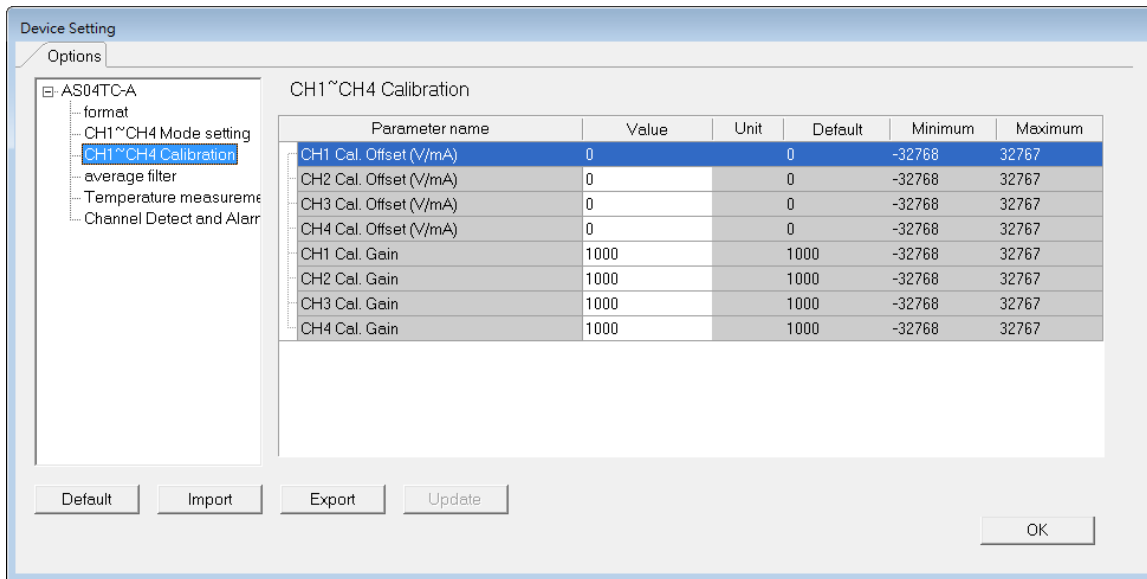 Device Setting
Options
AS04TC-A
format
CH1~CH4 Mode setting
CH1~CH4 Calibration
average filter
Temperature measureme
Channel Detect and Alarr
CH1~CH4 Calibration
Parameter name Value Unit Default Minimum Maximum
CH1 Cal. Offset (V/mA) 0 0 -32768 32767
CH2 Cal. Offset (V/mA) 0 0 -32768 32767
CH3 Cal. Offset (V/mA) 0 0 -32768 32767
CH4 Cal. Offset (V/mA) 0 0 -32768 32767
CH1 Cal. Gain 1000 1000 -32768 32767
CH2 Cal. Gain 1000 1000 -32768 32767
CH3 Cal. Gain 1000 1000 -32768 32767
CH4 Cal. Gain 1000 1000 -32768 32767
Default Import Export Update
OK